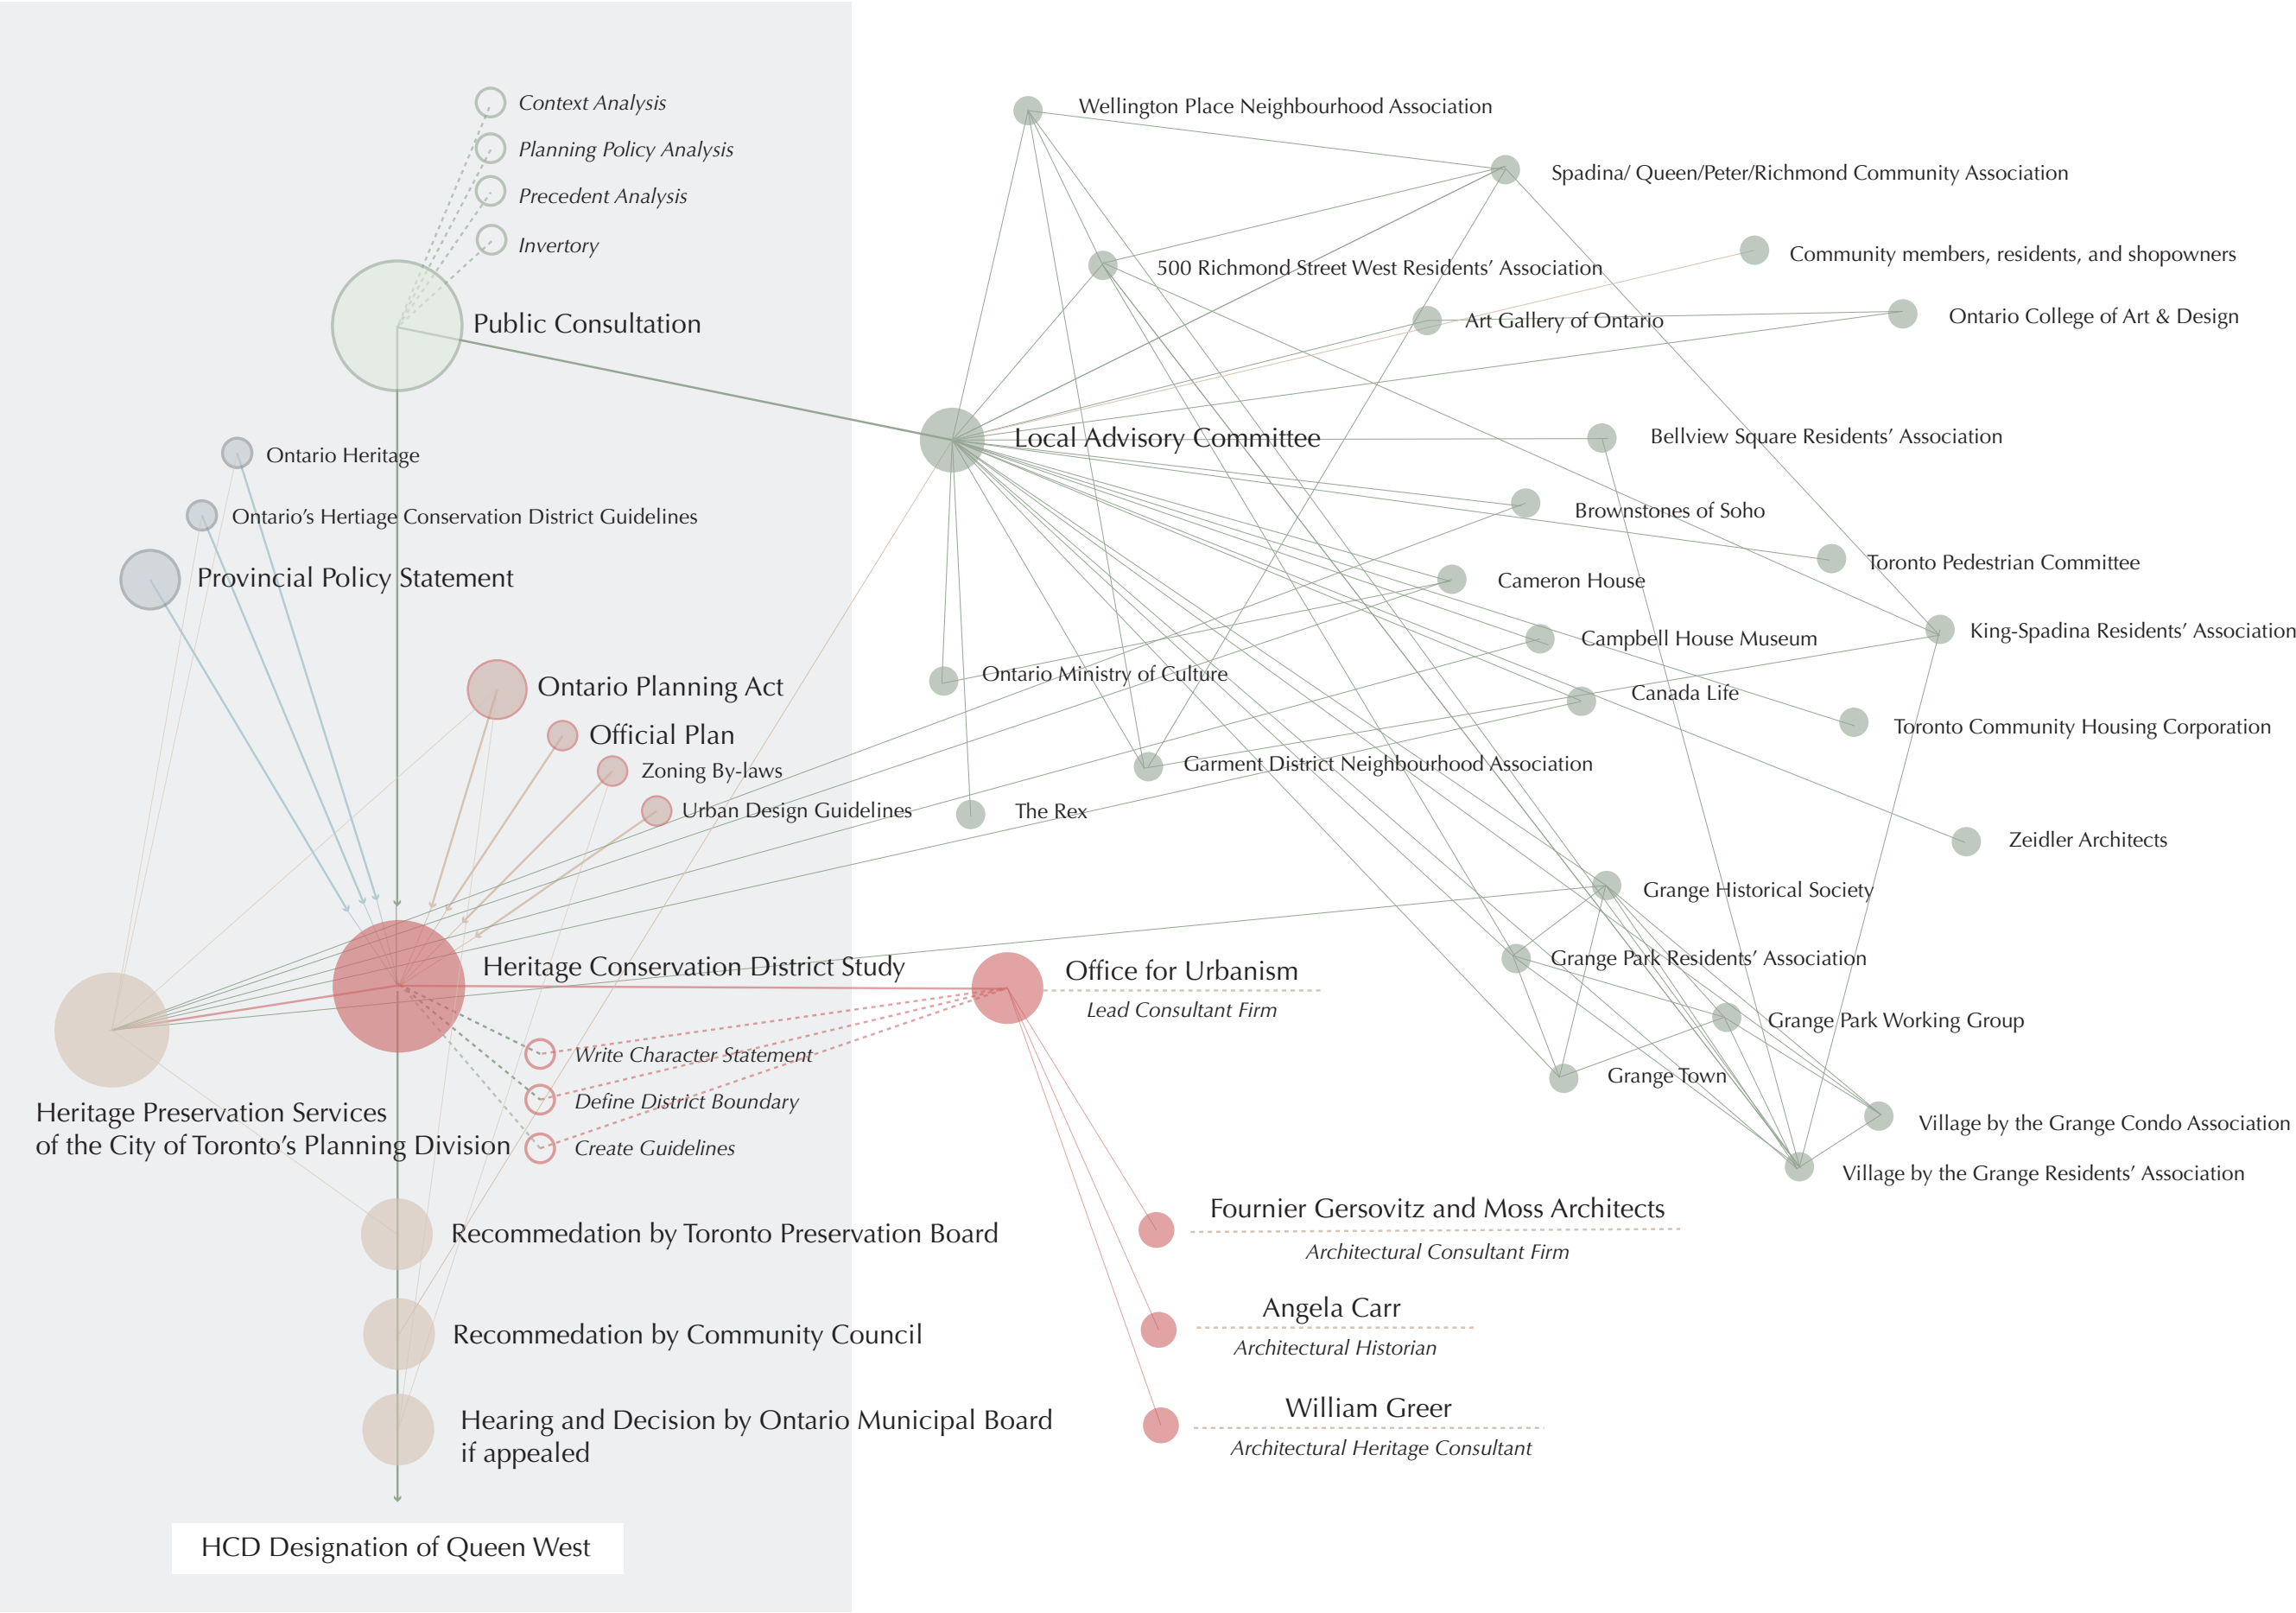 Context Analysis
Planning Policy Analysis
Precedent Analysis
Invertory
Public Consultation
Ontario Heritage
Ontario’s Hertiage Conservation District Guidelines
Provincial Policy Statement
Ontario Planning Act
Official Plan
Zoning By-laws
Urban Design Guidelines
Heritage Conservation District Study
Heritage Preservation Services
of the City of Toronto’s Planning Division
Write Character Statement
Define District Boundary
Create Guidelines
Recommedation by Toronto Preservation Board
Recommedation by Community Council
Hearing and Decision by Ontario Municipal Board
if appealed
HCD Designation of Queen West
Wellington Place Neighbourhood Association
Spadina/ Queen/Peter/Richmond Community Association
Community members, residents, and shopowners
500 Richmond Street West Residents’ Association
Art Gallery of Ontario
Ontario College of Art & Design
Local Advisory Committee
Bellview Square Residents’ Association
Brownstones of Soho
Toronto Pedestrian Committee
Cameron House
King-Spadina Residents’ Association
Campbell House Museum
Ontario Ministry of Culture
Canada Life
Toronto Community Housing Corporation
Garment District Neighbourhood Association
The Rex
Zeidler Architects
Grange Historical Society
Grange Park Residents’ Association
Grange Park Working Group
Grange Town
Village by the Grange Condo Association
Village by the Grange Residents’ Association
Office for Urbanism
Lead Consultant Firm
Fournier Gersovitz and Moss Architects
Architectural Consultant Firm
Angela Carr
Architectural Historian
William Greer
Architectural Heritage Consultant